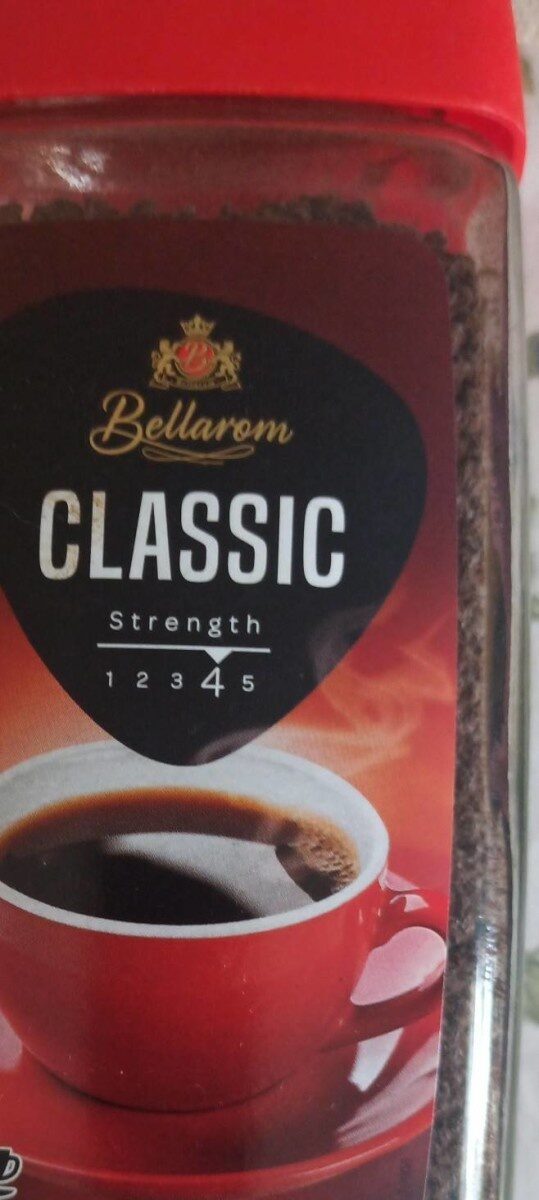 Bellarom
CLASSIC
Strength
1 2 3 4 5